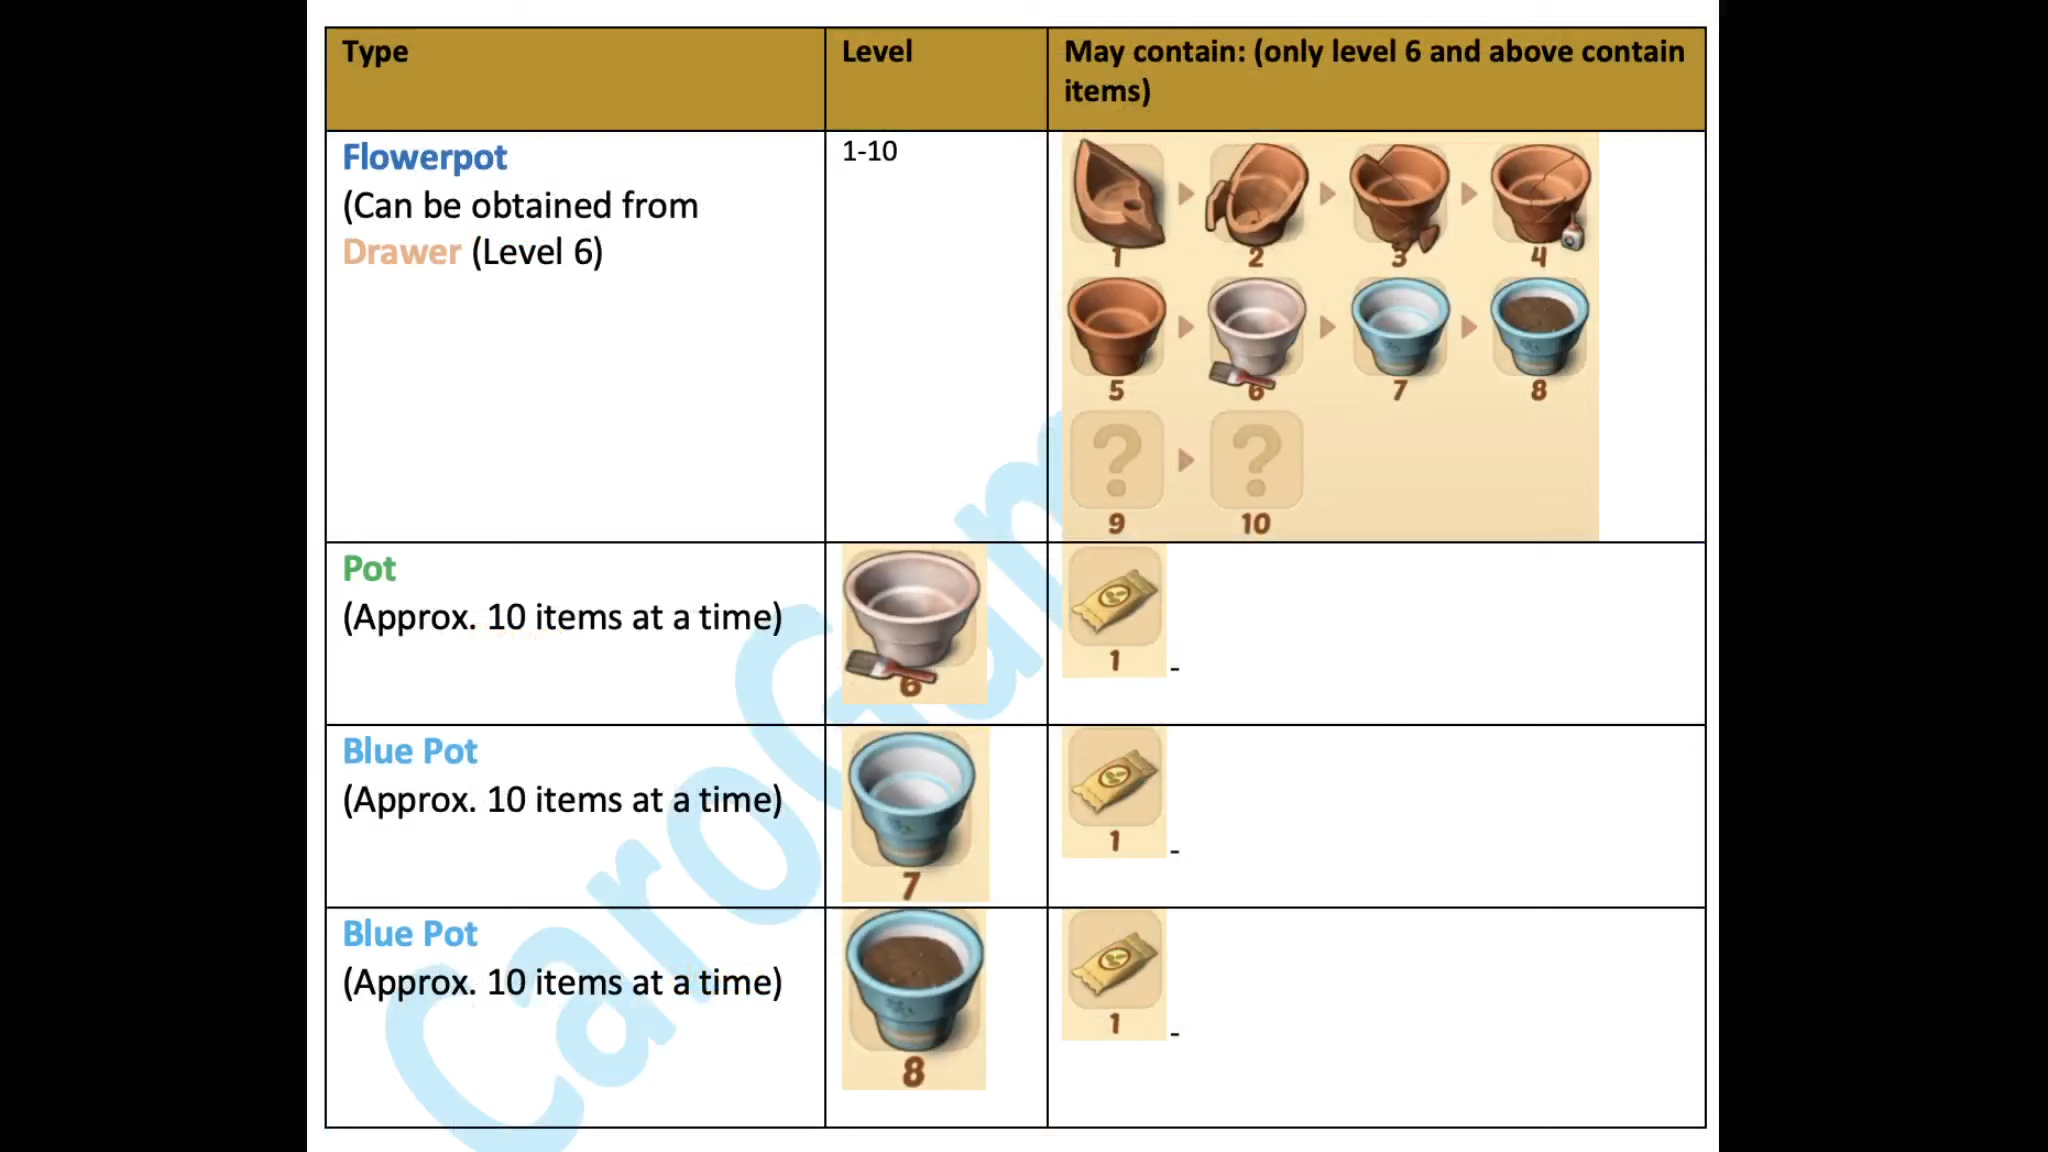 Type
Level
May contain: (only level 6 and above contain
items)
Flowerpot
(Can be obtained from
Drawer (Level 6)
1-10
1
2
3
4
5
6
7
8
?
?
9
10
Pot
(Approx. 10 items at a time)
6
1
-
Blue Pot
(Approx. 10 items at a time)
7
1
-
Blue Pot
(Approx. 10 items at a time)
8
1
-
CaroGam